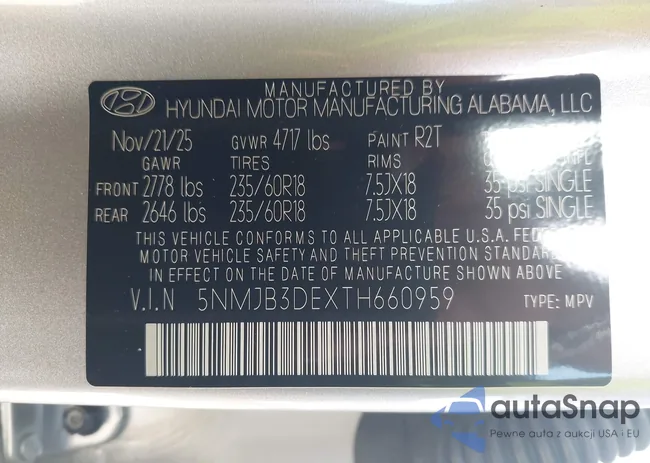 MANUFACTURED BY
HYUNDAI MOTOR MANUFACTURING ALABAMA, LLC
Nov/21/25 GVWR 4717 lbs PAINT R2T
GAWR TIRES RIMS
FRONT 2778 lbs 235/60R18 7.5JX18 35 psi SINGLE
REAR 2646 lbs 235/60R18 7.5JX18 35 psi SINGLE
THIS VEHICLE CONFORMS TO ALL APPLICABLE U.S.A.
MOTOR VEHICLE SAFETY AND THEFT PREVENTION STANDARDS
IN EFFECT ON THE DATE OF MANUFACTURE SHOWN ABOVE
V.I.N 5NMJB3DEXTH660959 TYPE: MPV
autaSnap
Pewne auta z aukcji USA i EU